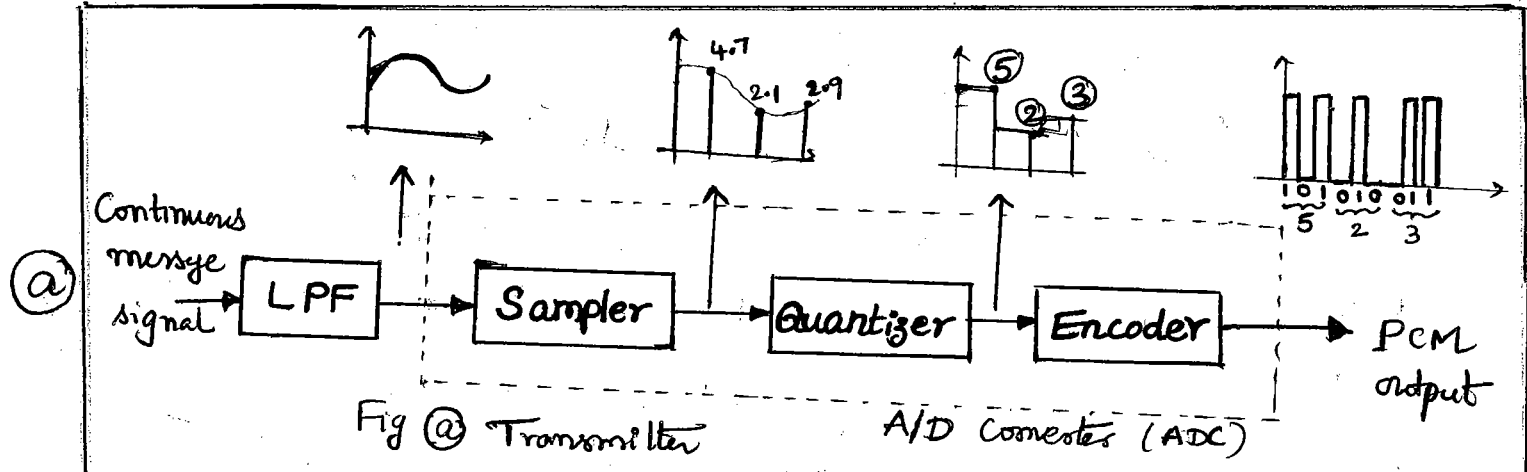 4.7
2.1 2.9
⑤
② ③
1 0 1 0 1 0 0 1 1
5 2 3
Continuous
messye
signal
ⓐ
LPF
Sampler
Quantizer
Encoder
PCM
output
Fig ⓐ Transmitter
A/D Converter (ADC)